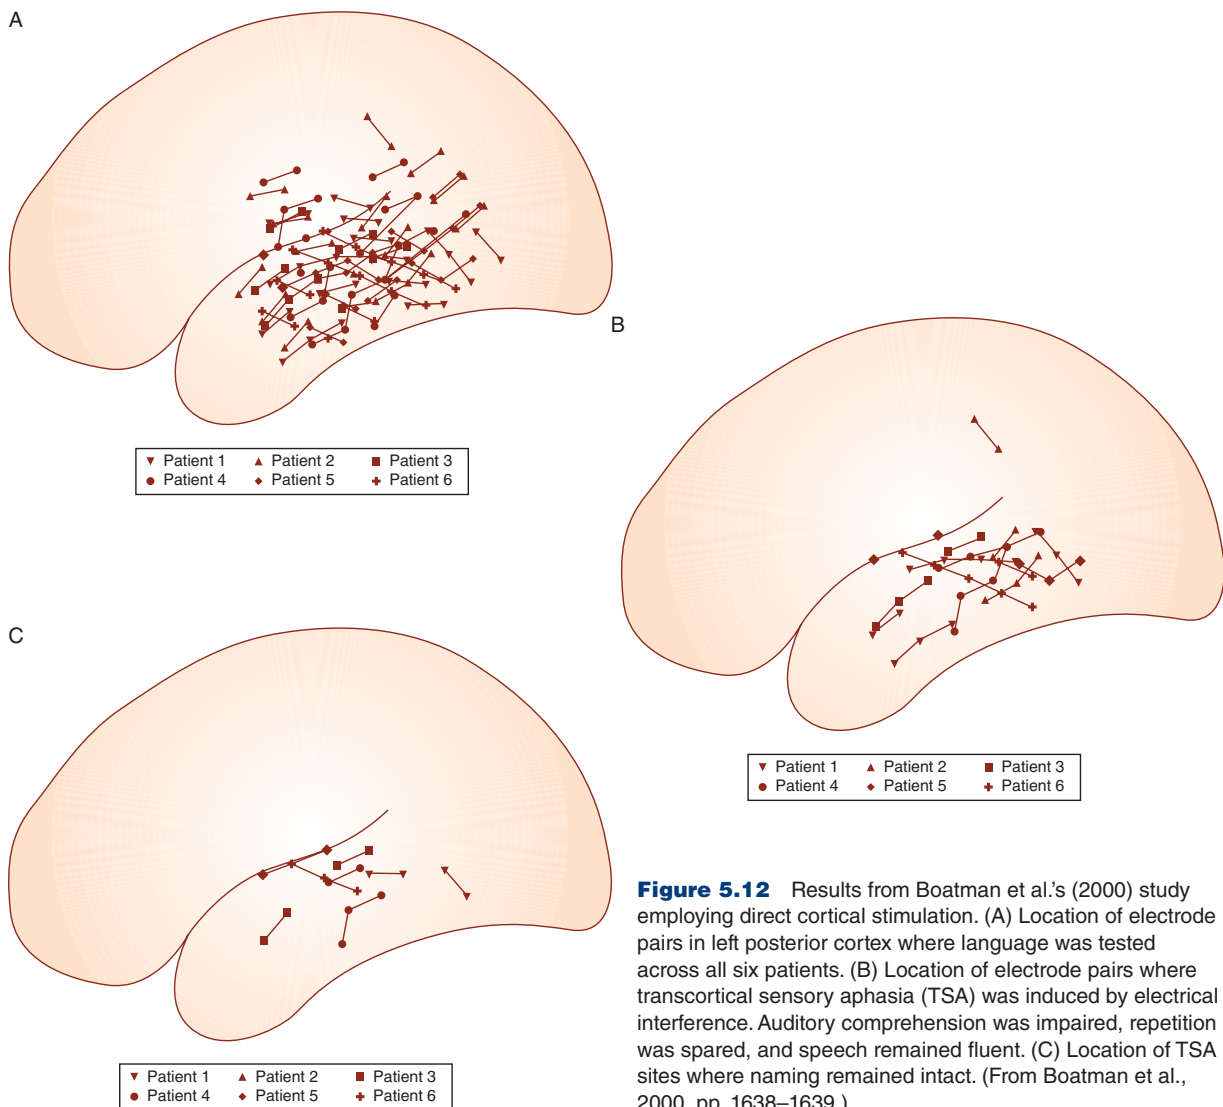 A
B
▼ Patient 1 ▲ Patient 2 ■ Patient 3
● Patient 4 ◆ Patient 5 ✚ Patient 6
C
▼ Patient 1 ▲ Patient 2 ■ Patient 3
● Patient 4 ◆ Patient 5 ✚ Patient 6
Figure 5.12 Results from Boatman et al.'s (2000) study
employing direct cortical stimulation. (A) Location of electrode
pairs in left posterior cortex where language was tested
across all six patients. (B) Location of electrode pairs where
transcortical sensory aphasia (TSA) was induced by electrical
interference. Auditory comprehension was impaired, repetition
was spared, and speech remained fluent. (C) Location of TSA
sites where naming remained intact. (From Boatman et al.,
2000, pp. 1638–1639.)
▼ Patient 1 ▲ Patient 2 ■ Patient 3
● Patient 4 ◆ Patient 5 ✚ Patient 6